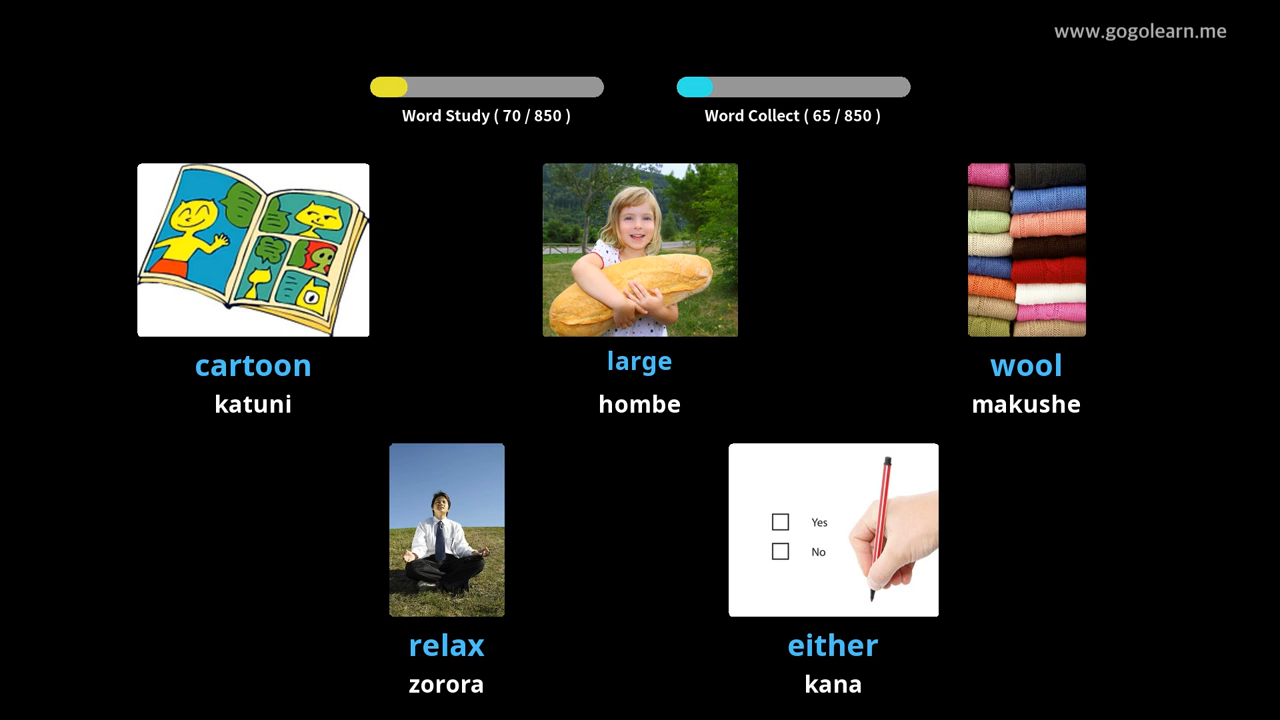 www.gogolearn.me
Word Study ( 70 / 850 )
Word Collect ( 65 / 850 )
cartoon
katuni
large
hombe
wool
makushe
Yes
No
relax
zorora
either
kana